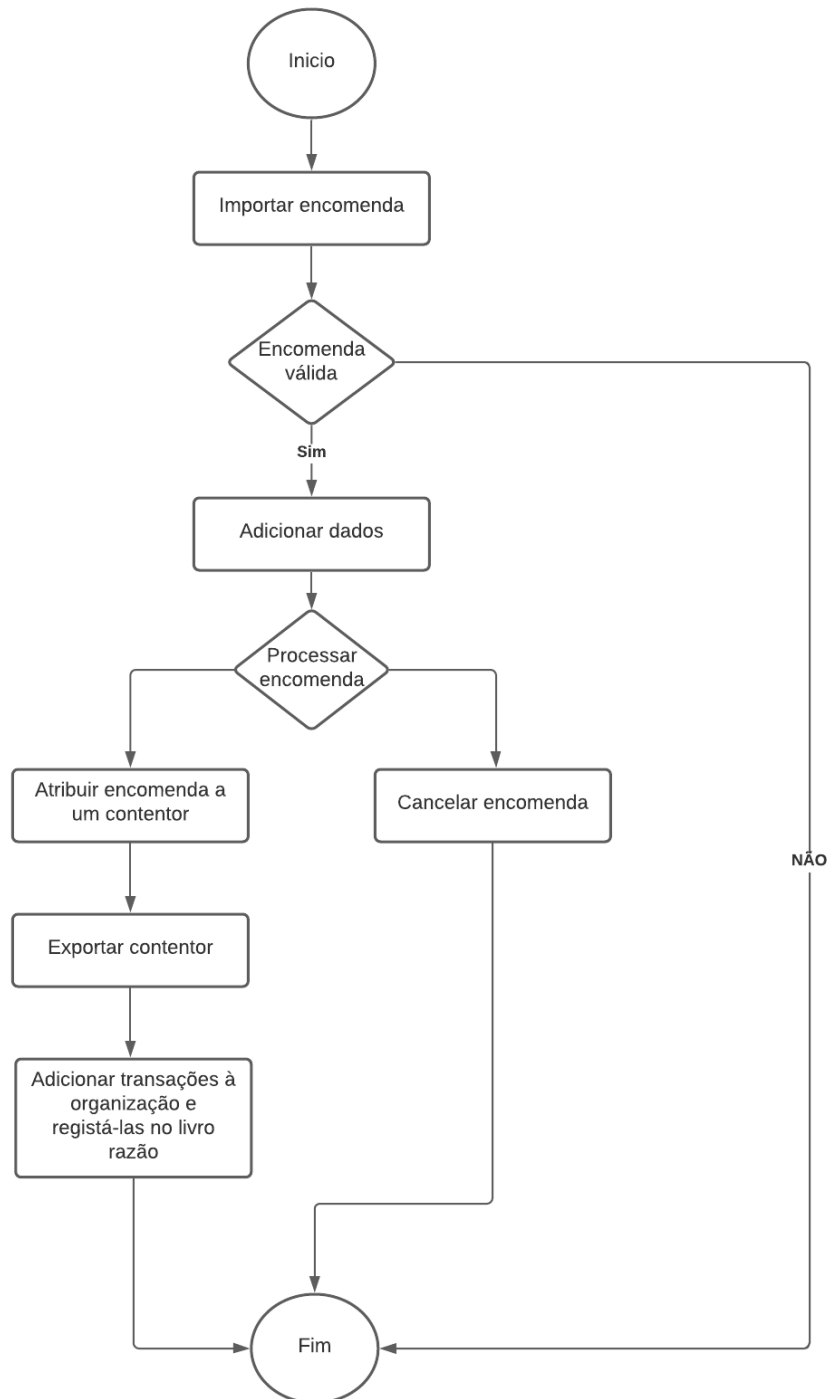 Inicio
Importar encomenda
Encomenda
válida
Sim
Adicionar dados
Processar
encomenda
Atribuir encomenda a
um contentor
Cancelar encomenda
NÃO
Exportar contentor
Adicionar transações à
organização e
registá-las no livro
razão
Fim